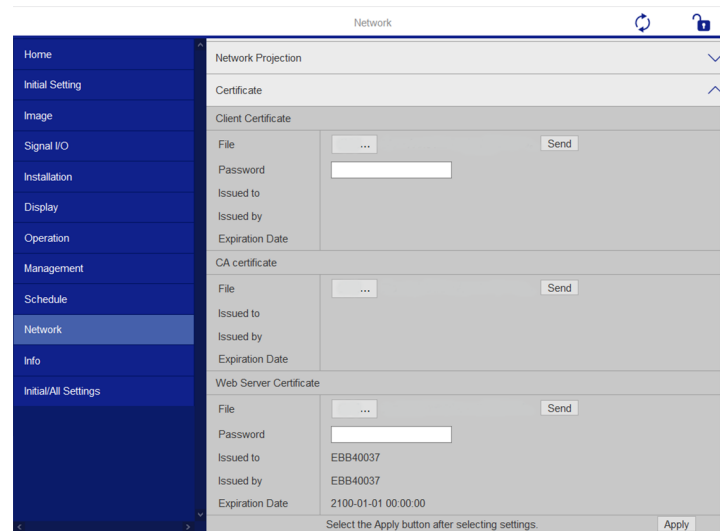 Network
Home
Initial Setting
Image
Signal I/O
Installation
Display
Operation
Management
Schedule
Network
Info
Initial/All Settings
Network Projection
Certificate
Client Certificate
File ... Send
Password
Issued to
Issued by
Expiration Date
CA certificate
File ... Send
Issued to
Issued by
Expiration Date
Web Server Certificate
File ... Send
Password
Issued to EBB40037
Issued by EBB40037
Expiration Date 2100-01-01 00:00:00
Select the Apply button after selecting settings. Apply